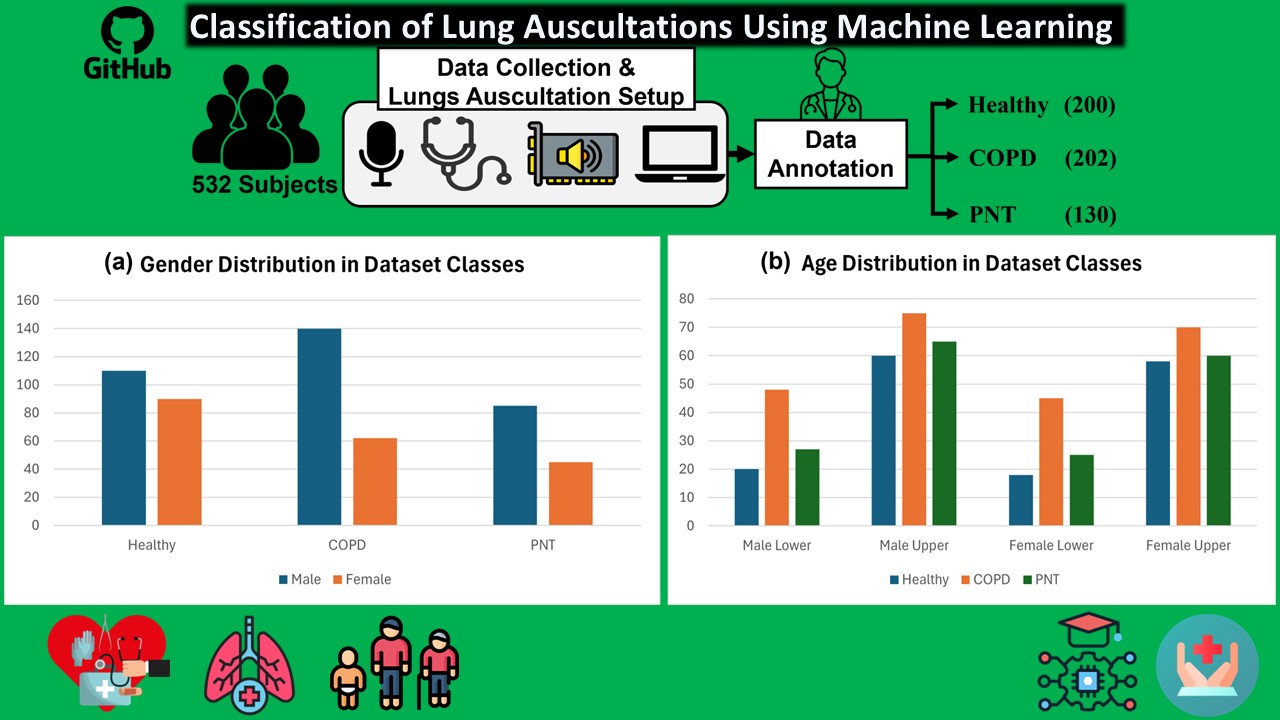 Classification of Lung Auscultations Using Machine Learning
GitHub
532 Subjects
Data Collection &
Lungs Auscultation Setup
Data
Annotation
Healthy (200)
COPD (202)
PNT (130)
(a) Gender Distribution in Dataset Classes
160
140
120
100
80
60
40
20
0
Healthy COPD PNT
Male Female
(b) Age Distribution in Dataset Classes
80
70
60
50
40
30
20
10
0
Male Lower Male Upper Female Lower Female Upper
Healthy COPD PNT